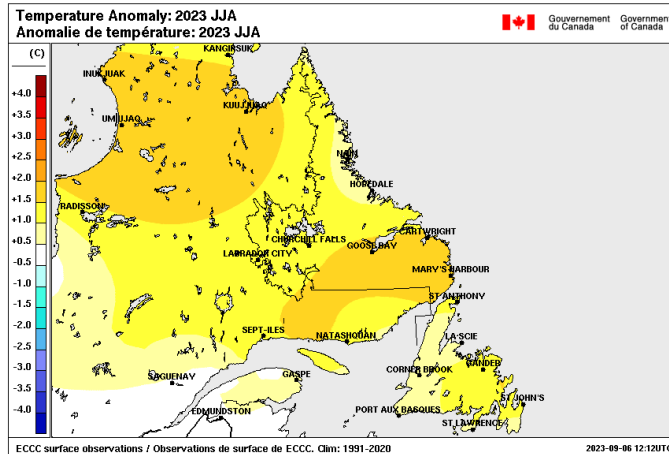 Temperature Anomaly: 2023 JJA
Anomalie de température: 2023 JJA
Gouvernement du Canada
Government of Canada
(C)
+4.0
+3.5
+3.0
+2.5
+2.0
+1.5
+1.0
+0.5
-0.5
-1.0
-1.5
-2.0
-2.5
-3.0
-3.5
-4.0
KANGIRSUK
INUKJUAK
KUUJJUAQ
UMIUJAQ
NAIN
HOPEDALE
RADISSON
CARTWRIGHT
CHURCHILL FALLS
GOOSE BAY
LABRADOR CITY
MARY'S HARBOUR
ST ANTHONY
SEPT-ILES
NATASHQUAN
LA SCIE
GANDER
CORNER BROOK
SAGUENAY
GASPE
ST JOHN'S
EDMUNDSTON
PORT AUX BASQUES
ST LAWRENCE
ECCC surface observations / Observations de surface de ECCC. Clim: 1991-2020
2023-09-06 12:12UTC